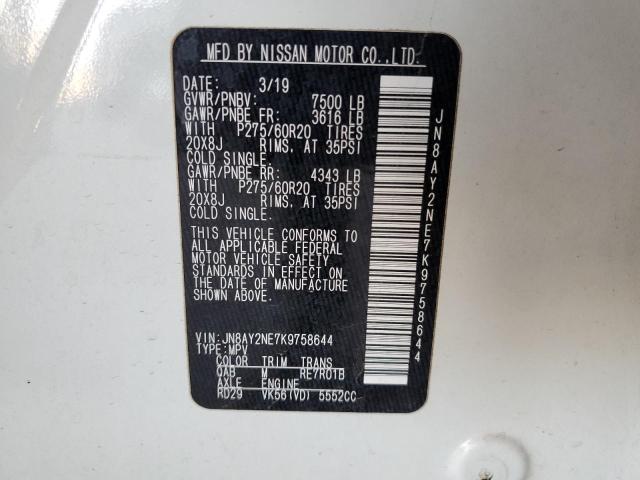 MFD BY NISSAN MOTOR CO.,LTD.
DATE: 3/19
GVWR/PNBV: 7500 LB
GAWR/PNBE FR: 3616 LB
WITH P275/60R20 TIRES
20X8J RIMS. AT 35PSI
COLD SINGLE.
GAWR/PNBE RR: 4343 LB
WITH P275/60R20 TIRES
20X8J RIMS. AT 35PSI
COLD SINGLE.
THIS VEHICLE CONFORMS TO
ALL APPLICABLE FEDERAL
MOTOR VEHICLE SAFETY
STANDARDS IN EFFECT ON THE
DATE OF MANUFACTURE
SHOWN ABOVE.
VIN:JN8AY2NE7K9758644
TYPE:MPV
COLOR TRIM TRANS
QAB M RE7R01B
AXLE ENGINE
RD29 VK56(VD) 5552CC
JN8AY2NE7K9758644